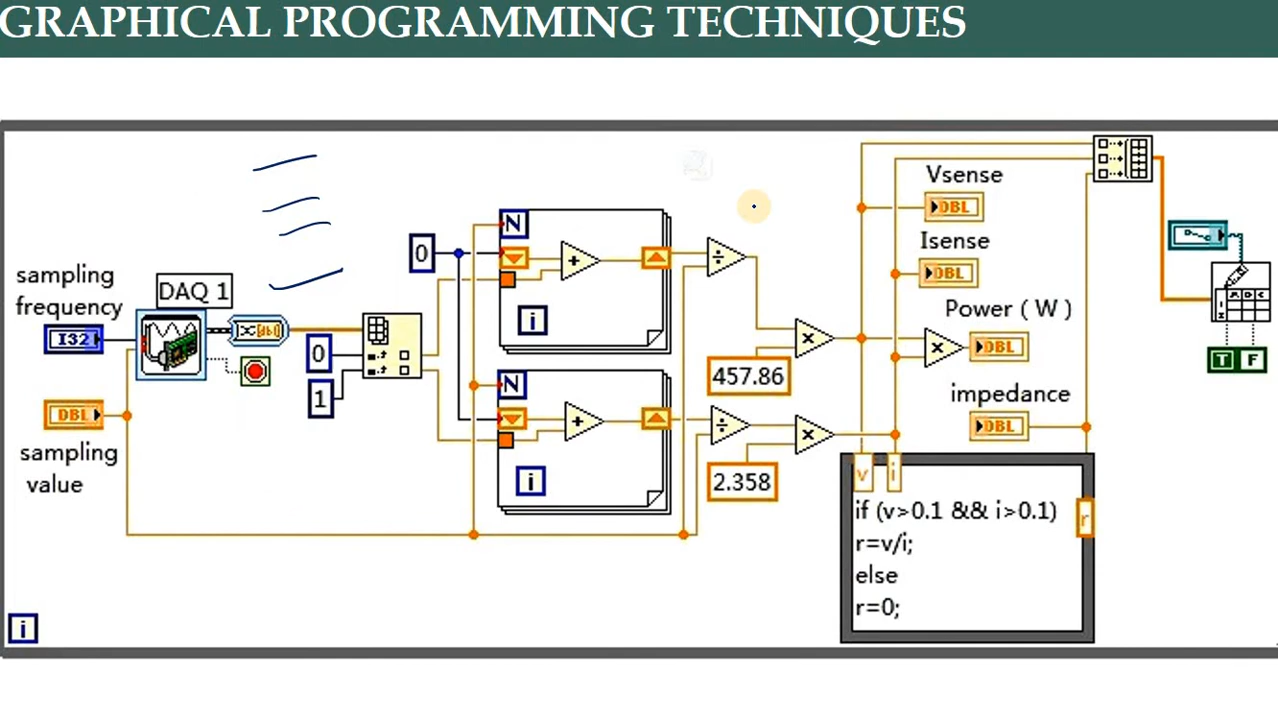 GRAPHICAL PROGRAMMING TECHNIQUES
sampling
frequency
I32
DAQ 1
DBL
sampling
value
i
0
1
0
N
+
i
N
+
i
÷
÷
457.86
2.358
×
×
Vsense
DBL
Isense
DBL
Power ( W )
×
DBL
impedance
DBL
v
i
if (v>0.1 && i>0.1)
r=v/i;
else
r=0;
r
T
F